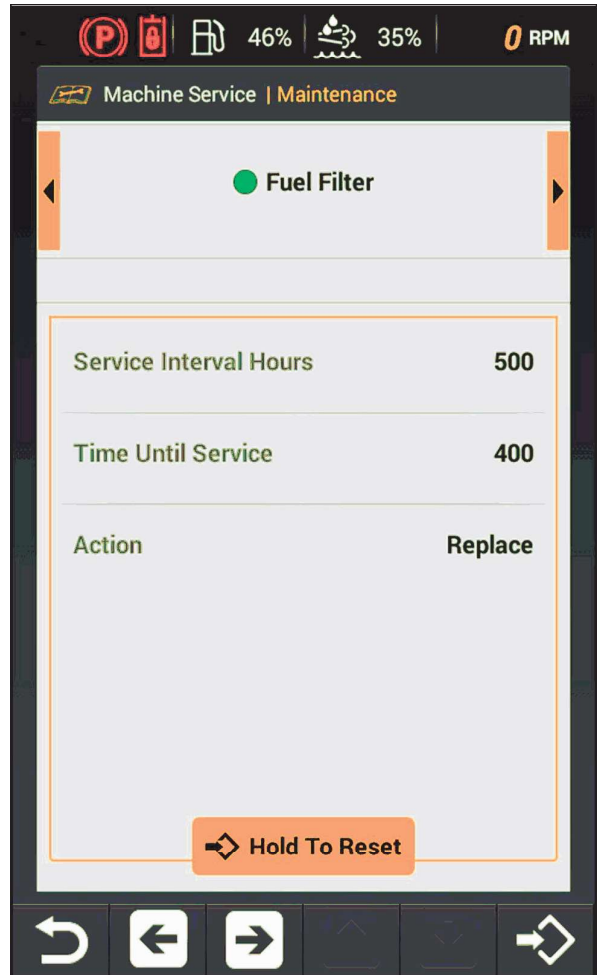 P 46% 35% 0 RPM
Machine Service | Maintenance
Fuel Filter
Service Interval Hours 500
Time Until Service 400
Action Replace
Hold To Reset